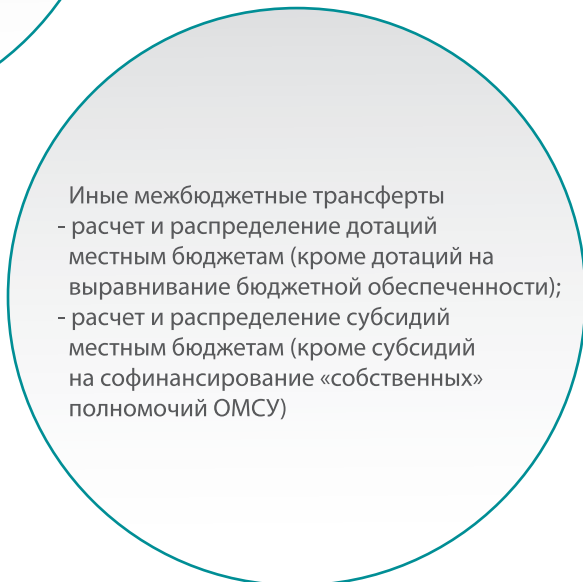 Иные межбюджетные трансферты
- расчет и распределение дотаций
местным бюджетам (кроме дотаций на
выравнивание бюджетной обеспеченности);
- расчет и распределение субсидий
местным бюджетам (кроме субсидий
на софинансирование «собственных»
полномочий ОМСУ)